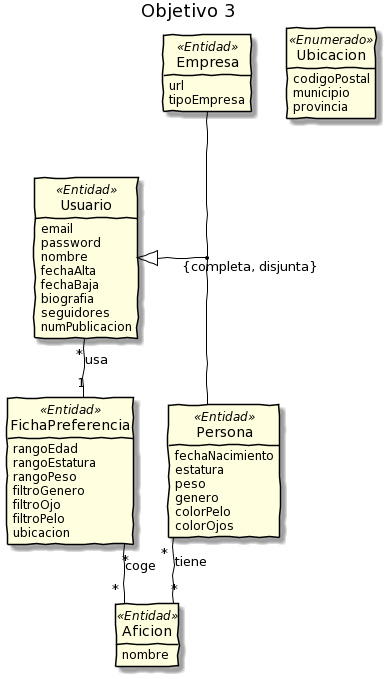 Objetivo 3
«Entidad»
Empresa
url
tipoEmpresa
«Enumerado»
Ubicacion
codigoPostal
municipio
provincia
«Entidad»
Usuario
email
password
nombre
fechaAlta
fechaBaja
biografia
seguidores
numPublicacion
{completa, disjunta}
*
usa
1
«Entidad»
FichaPreferencia
rangoEdad
rangoEstatura
rangoPeso
filtroGenero
filtroOjo
filtroPelo
ubicacion
«Entidad»
Persona
fechaNacimiento
estatura
peso
genero
colorPelo
colorOjos
*
coge
*
*
tiene
*
«Entidad»
Aficion
nombre